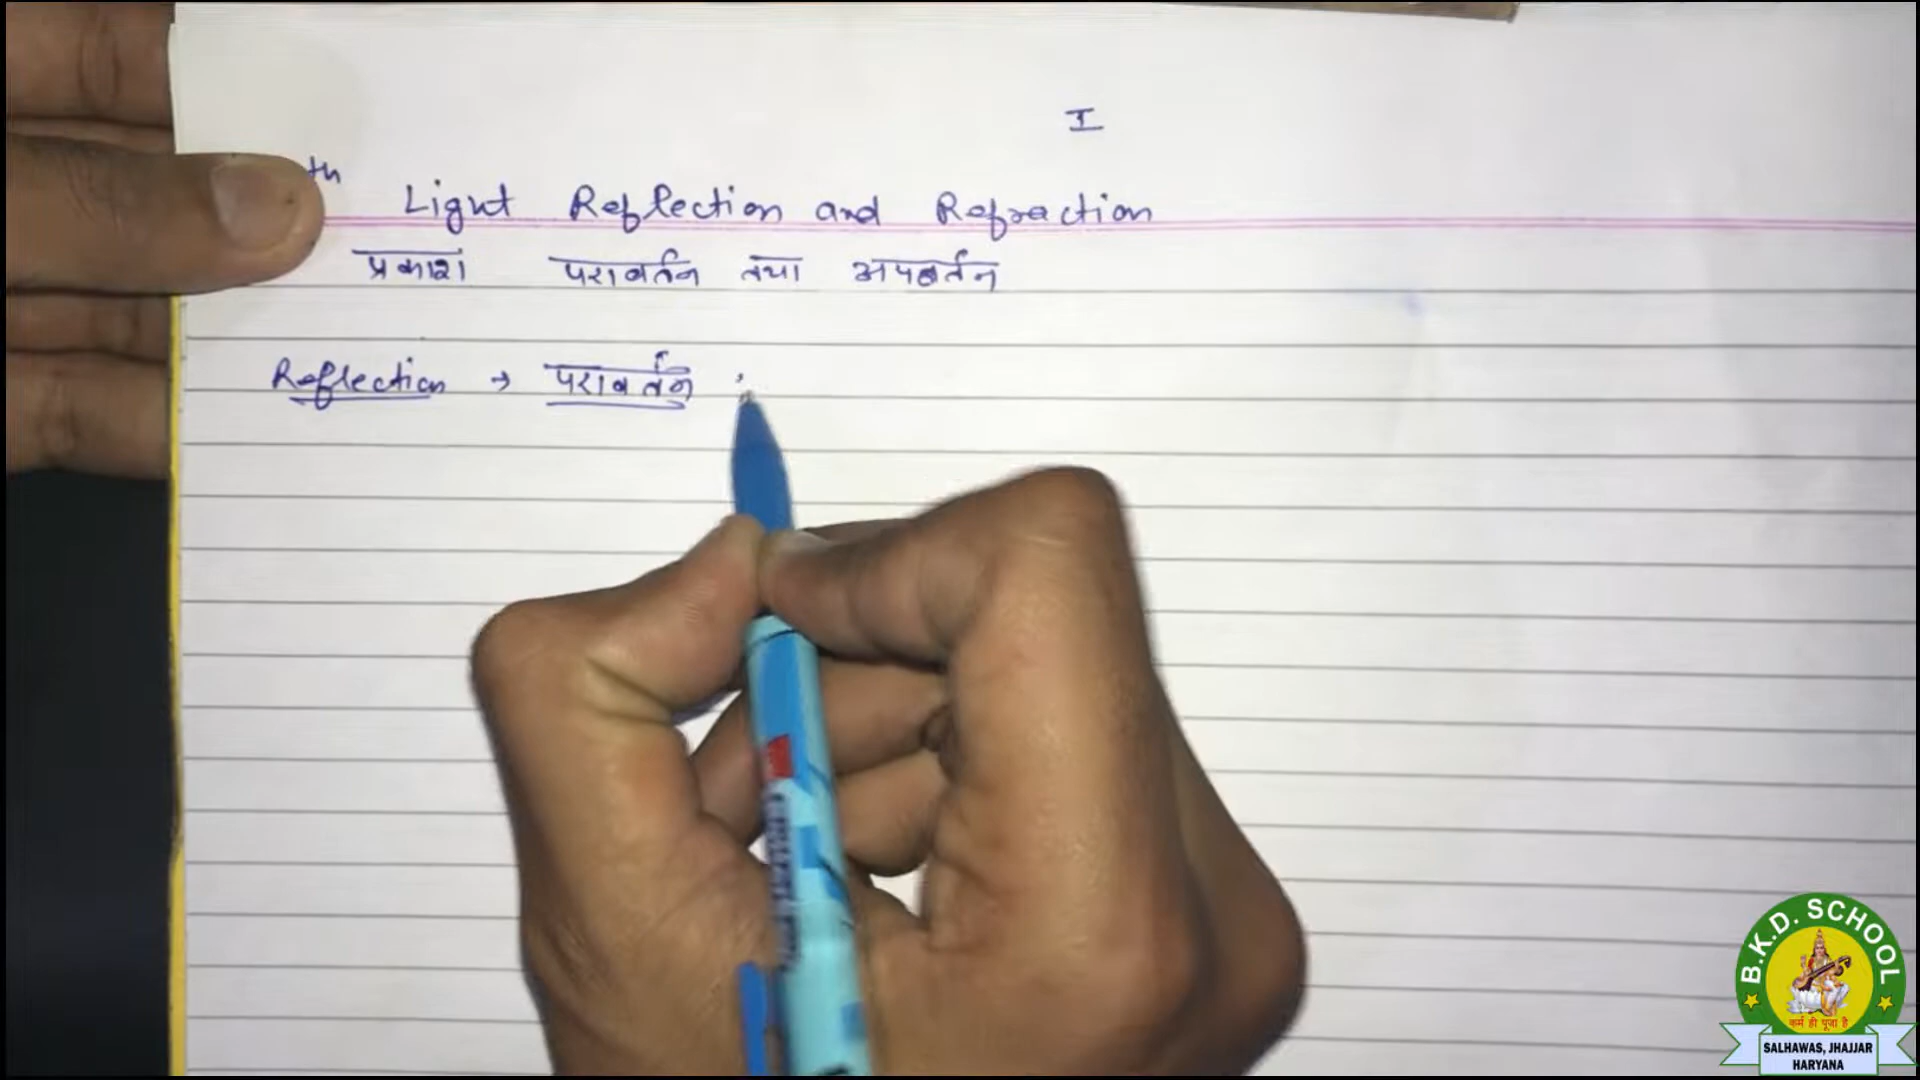 I
th Light Reflection and Refraction
प्रकाश परावर्तन तथा अपवर्तन
Reflection → परावर्तन :
B.K.D. SCHOOL
कर्म ही पूजा है
SALHAWAS, JHAJJAR
HARYANA